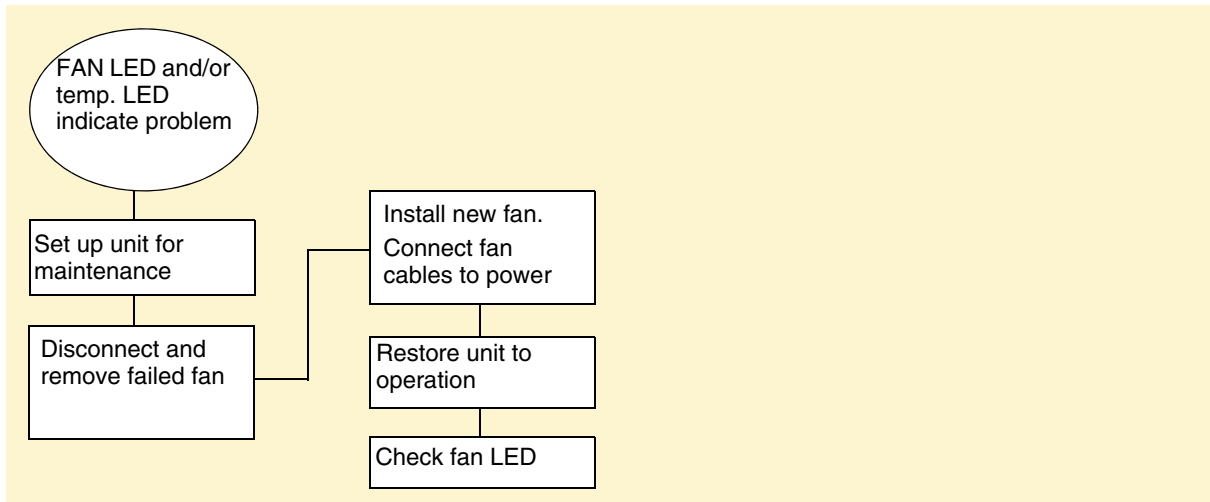 FAN LED and/or
temp. LED
indicate problem
Set up unit for
maintenance
Disconnect and
remove failed fan
Install new fan.
Connect fan
cables to power
Restore unit to
operation
Check fan LED